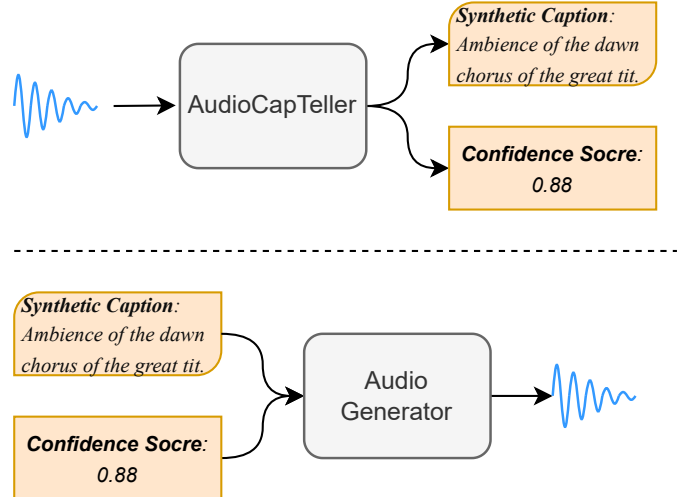 Synthetic Caption:
Ambience of the dawn
chorus of the great tit.
AudioCapTeller
Confidence Socre:
0.88
Synthetic Caption:
Ambience of the dawn
chorus of the great tit.
Audio
Generator
Confidence Socre:
0.88